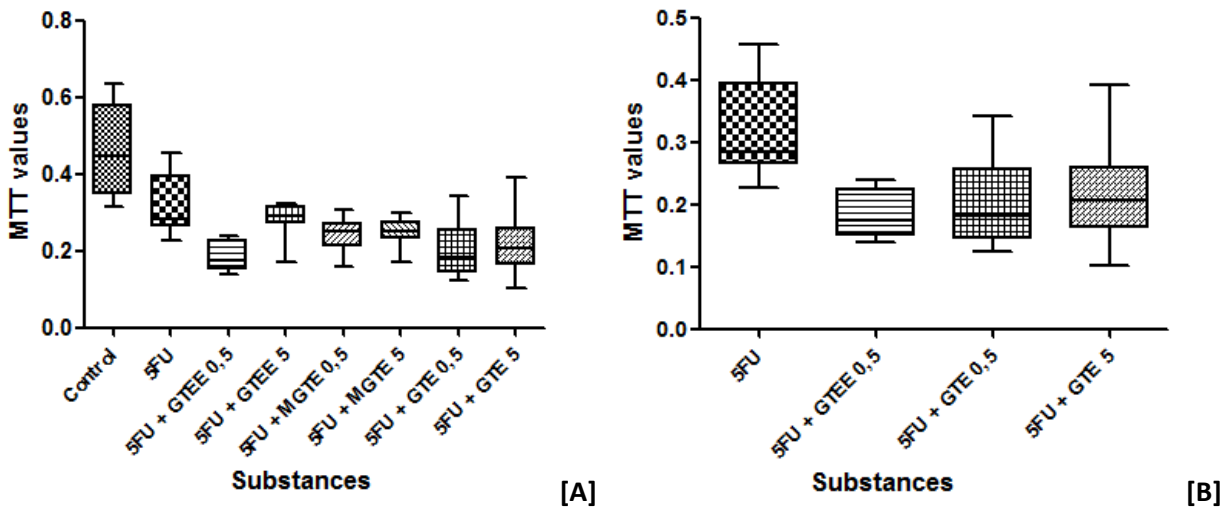 MTT values
0.8
0.6
0.4
0.2
0.0
Control
5FU
5FU + GTEE 0,5
5FU + GTEE 5
5FU + MGTE 0,5
5FU + MGTE 5
5FU + GTE 0,5
5FU + GTE 5
Substances
[A]
MTT values
0.5
0.4
0.3
0.2
0.1
0.0
5FU
5FU + GTEE 0,5
5FU + GTE 0,5
5FU + GTE 5
Substances
[B]